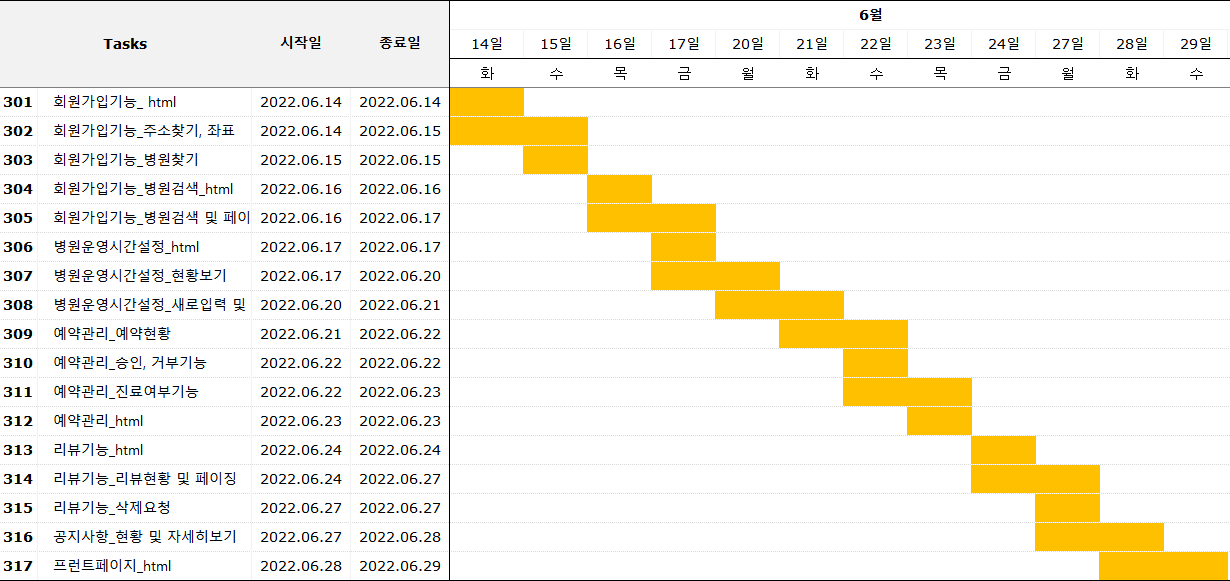 6월
Tasks 시작일 종료일 14일 15일 16일 17일 20일 21일 22일 23일 24일 27일 28일 29일
화 수 목 금 월 화 수 목 금 월 화 수
301 회원가입기능_ html 2022.06.14 2022.06.14
302 회원가입기능_주소찾기, 좌표 2022.06.14 2022.06.15
303 회원가입기능_병원찾기 2022.06.15 2022.06.15
304 회원가입기능_병원검색_html 2022.06.16 2022.06.16
305 회원가입기능_병원검색 및 페이 2022.06.16 2022.06.17
306 병원운영시간설정_html 2022.06.17 2022.06.17
307 병원운영시간설정_현황보기 2022.06.17 2022.06.20
308 병원운영시간설정_새로입력 및 2022.06.20 2022.06.21
309 예약관리_예약현황 2022.06.21 2022.06.22
310 예약관리_승인, 거부기능 2022.06.22 2022.06.22
311 예약관리_진료여부기능 2022.06.22 2022.06.23
312 예약관리_html 2022.06.23 2022.06.23
313 리뷰기능_html 2022.06.24 2022.06.24
314 리뷰기능_리뷰현황 및 페이징 2022.06.24 2022.06.27
315 리뷰기능_삭제요청 2022.06.27 2022.06.27
316 공지사항_현황 및 자세히보기 2022.06.27 2022.06.28
317 프런트페이지_html 2022.06.28 2022.06.29